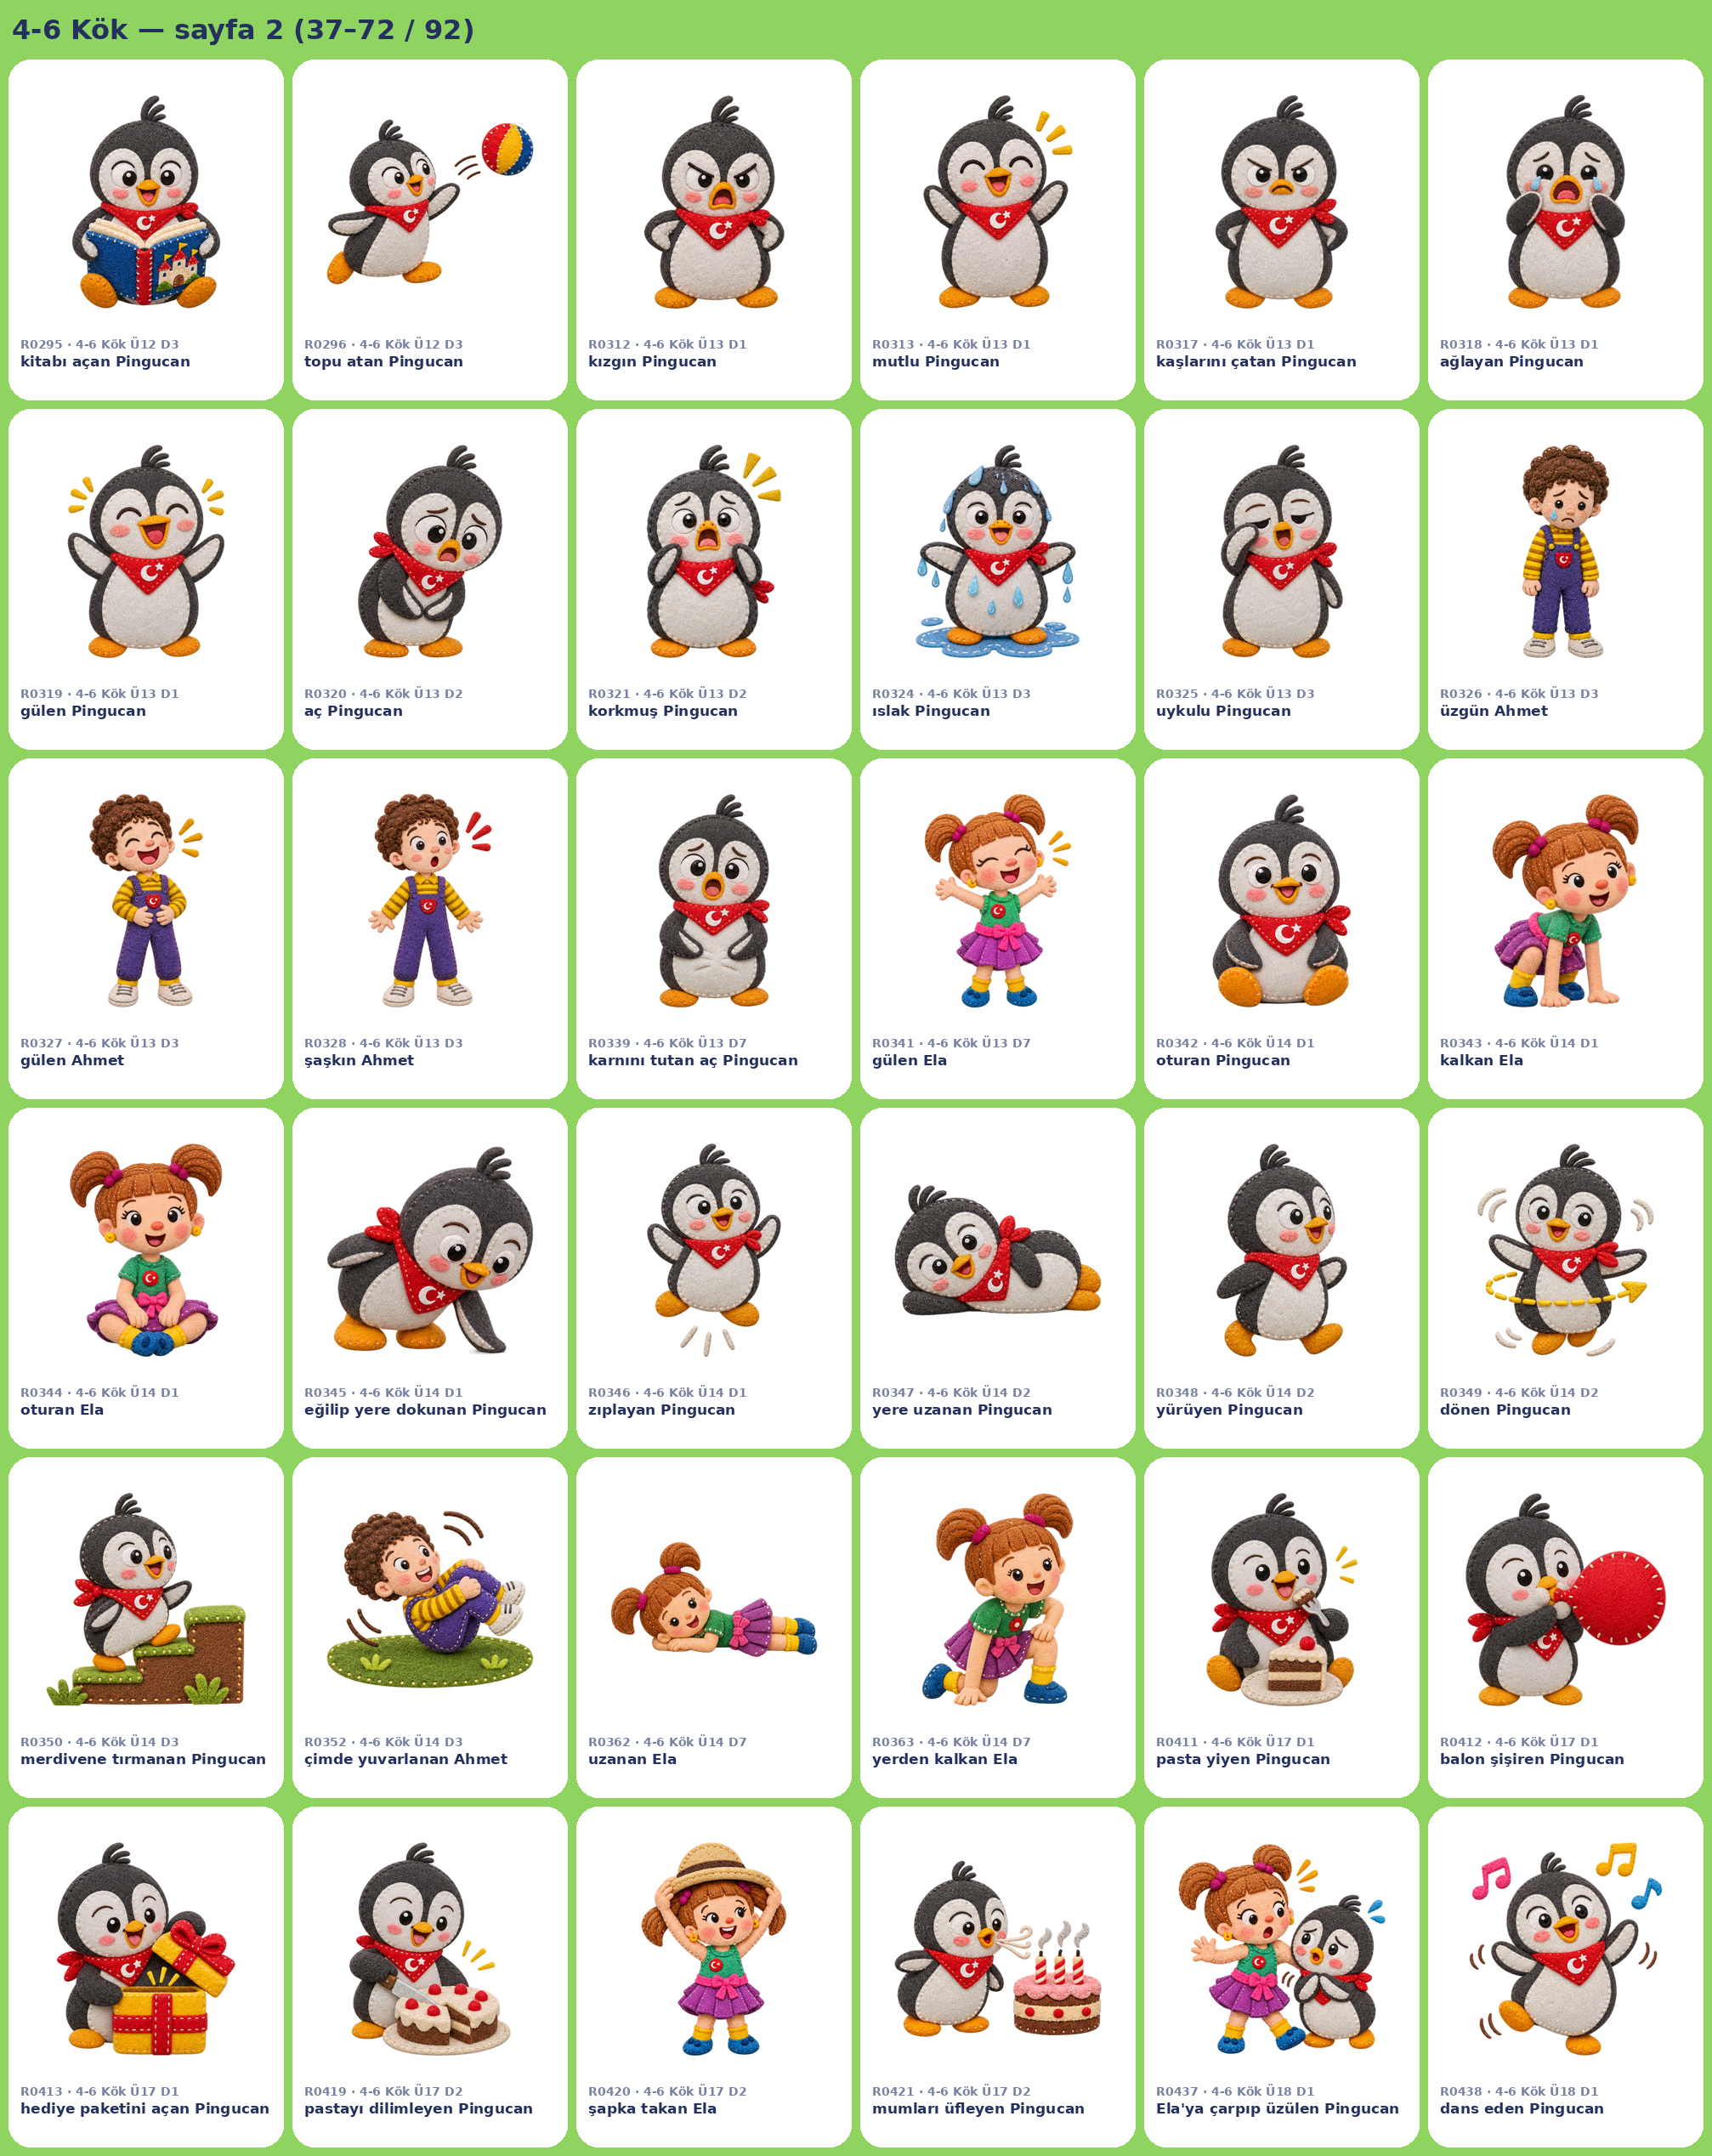 4-6 Kök — sayfa 2 (37–72 / 92)
R0295 · 4-6 Kök Ü12 D3
kitabı açan Pingucan
R0296 · 4-6 Kök Ü12 D3
topu atan Pingucan
R0312 · 4-6 Kök Ü13 D1
kızgın Pingucan
R0313 · 4-6 Kök Ü13 D1
mutlu Pingucan
R0317 · 4-6 Kök Ü13 D1
kaşlarını çatan Pingucan
R0318 · 4-6 Kök Ü13 D1
ağlayan Pingucan
R0319 · 4-6 Kök Ü13 D1
gülen Pingucan
R0320 · 4-6 Kök Ü13 D2
aç Pingucan
R0321 · 4-6 Kök Ü13 D2
korkmuş Pingucan
R0324 · 4-6 Kök Ü13 D3
ıslak Pingucan
R0325 · 4-6 Kök Ü13 D3
uykulu Pingucan
R0326 · 4-6 Kök Ü13 D3
üzgün Ahmet
R0327 · 4-6 Kök Ü13 D3
gülen Ahmet
R0328 · 4-6 Kök Ü13 D3
şaşkın Ahmet
R0339 · 4-6 Kök Ü13 D7
karnını tutan aç Pingucan
R0341 · 4-6 Kök Ü13 D7
gülen Ela
R0342 · 4-6 Kök Ü14 D1
oturan Pingucan
R0343 · 4-6 Kök Ü14 D1
kalkan Ela
R0344 · 4-6 Kök Ü14 D1
oturan Ela
R0345 · 4-6 Kök Ü14 D1
eğilip yere dokunan Pingucan
R0346 · 4-6 Kök Ü14 D1
zıplayan Pingucan
R0347 · 4-6 Kök Ü14 D2
yere uzanan Pingucan
R0348 · 4-6 Kök Ü14 D2
yürüyen Pingucan
R0349 · 4-6 Kök Ü14 D2
dönen Pingucan
R0350 · 4-6 Kök Ü14 D3
merdivene tırmanan Pingucan
R0352 · 4-6 Kök Ü14 D3
çimde yuvarlanan Ahmet
R0362 · 4-6 Kök Ü14 D7
uzanan Ela
R0363 · 4-6 Kök Ü14 D7
yerden kalkan Ela
R0411 · 4-6 Kök Ü17 D1
pasta yiyen Pingucan
R0412 · 4-6 Kök Ü17 D1
balon şişiren Pingucan
R0413 · 4-6 Kök Ü17 D1
hediye paketini açan Pingucan
R0419 · 4-6 Kök Ü17 D2
pastayı dilimleyen Pingucan
R0420 · 4-6 Kök Ü17 D2
şapka takan Ela
R0421 · 4-6 Kök Ü17 D2
mumları üfleyen Pingucan
R0437 · 4-6 Kök Ü18 D1
Ela'ya çarpıp üzülen Pingucan
R0438 · 4-6 Kök Ü18 D1
dans eden Pingucan